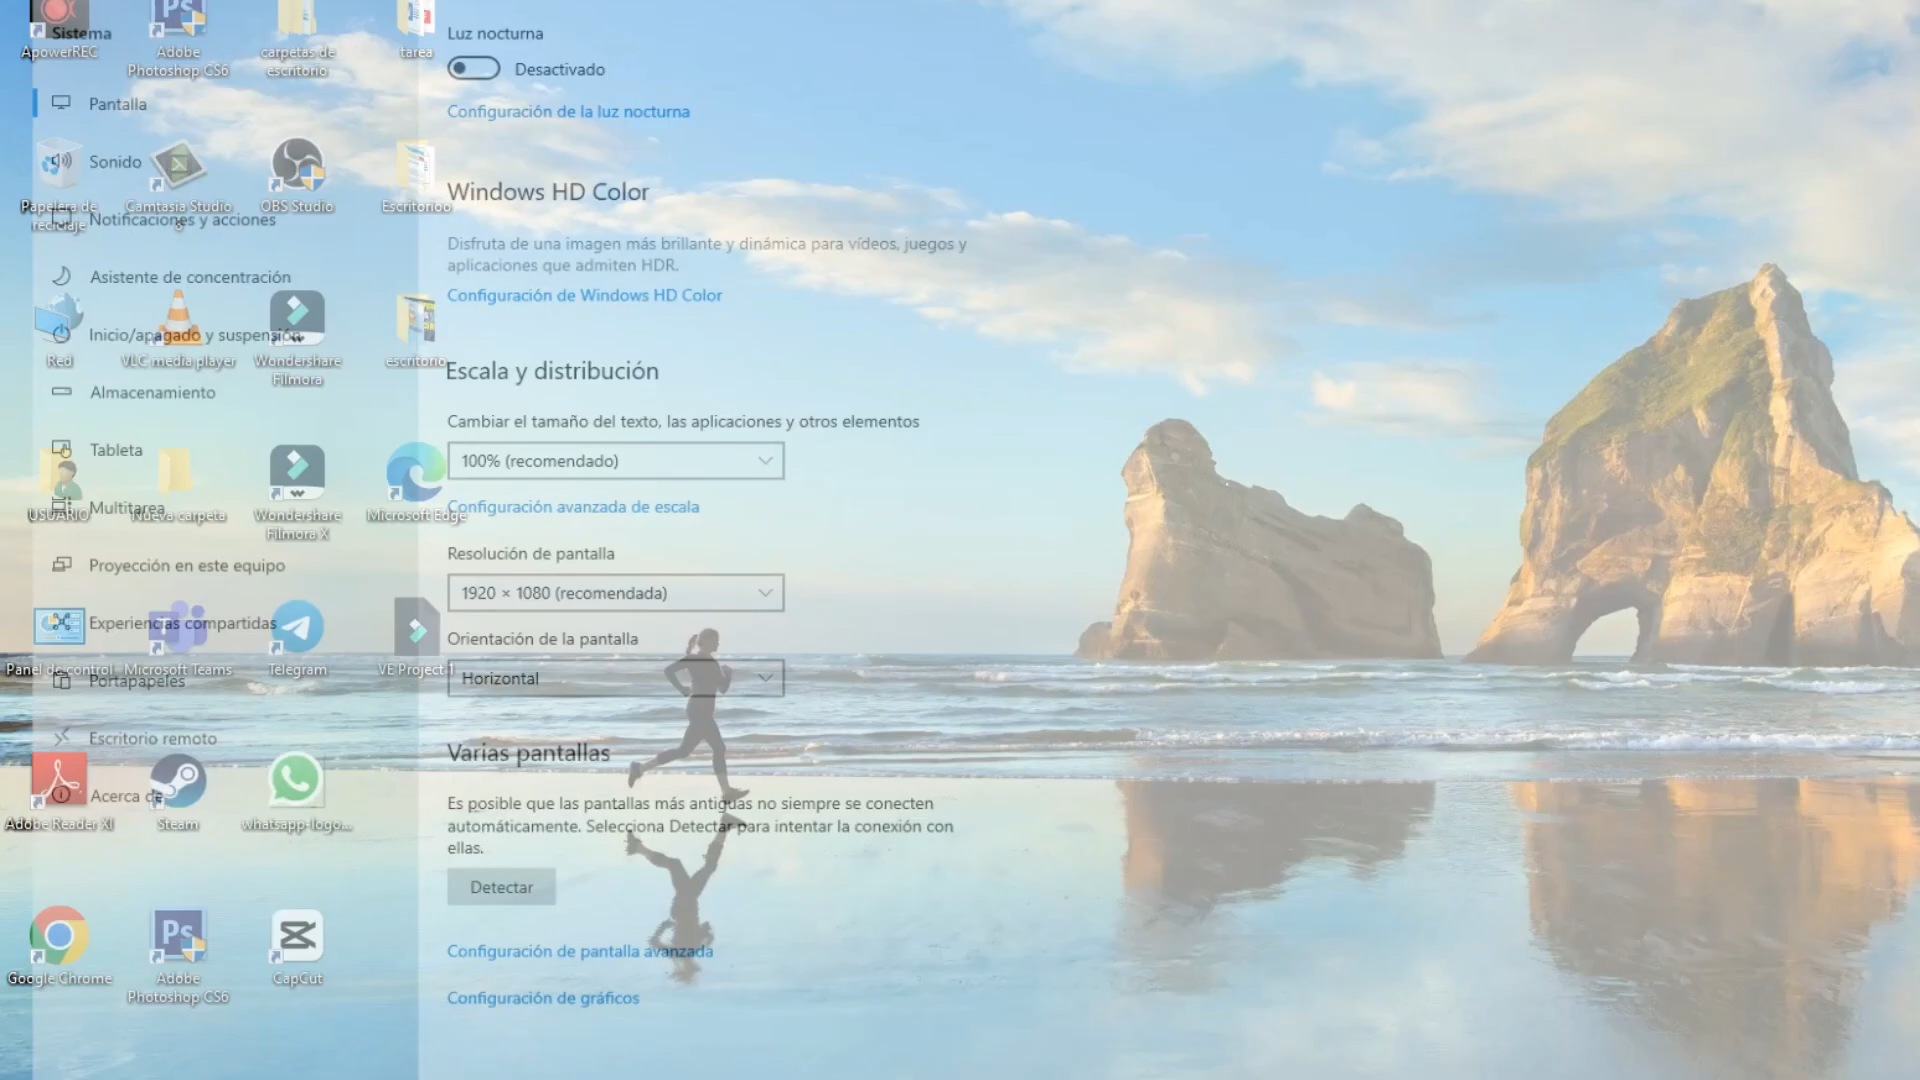 Sistema
Pantalla
Sonido
Notificaciones y acciones
Asistente de concentración
Inicio/apagado y suspensión
Almacenamiento
Tableta
Multitarea
Proyección en este equipo
Experiencias compartidas
Portapapeles
Escritorio remoto
Acerca de
ApowerREC
Adobe
Photoshop CS6
carpetas de
escritorio
tarea
Papelera de
reciclaje
Camtasia Studio
8
OBS Studio
Escritorioo
Red
VLC media player
Wondershare
Filmora
escritorio
USUARIO
Nueva carpeta
Wondershare
Filmora X
Microsoft Edge
Panel de control
Microsoft Teams
Telegram
VE Project 1
Adobe Reader XI
Steam
whatsapp-logo...
Google Chrome
Adobe
Photoshop CS6
CapCut
Luz nocturna
Desactivado
Configuración de la luz nocturna
Windows HD Color
Disfruta de una imagen más brillante y dinámica para vídeos, juegos y
aplicaciones que admiten HDR.
Configuración de Windows HD Color
Escala y distribución
Cambiar el tamaño del texto, las aplicaciones y otros elementos
100% (recomendado)
Configuración avanzada de escala
Resolución de pantalla
1920 × 1080 (recomendada)
Orientación de la pantalla
Horizontal
Varias pantallas
Es posible que las pantallas más antiguas no siempre se conecten
automáticamente. Selecciona Detectar para intentar la conexión con
ellas.
Detectar
Configuración de pantalla avanzada
Configuración de gráficos
Ps
Ps